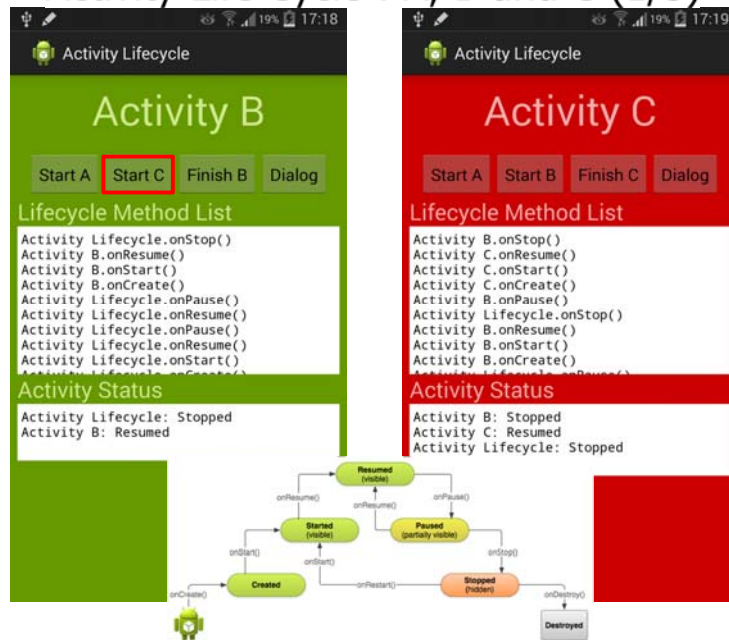 17:18
19%
Activity Lifecycle
Activity B
Start A Start C Finish B Dialog
Lifecycle Method List
Activity Lifecycle.onStop()
Activity B.onResume()
Activity B.onStart()
Activity B.onCreate()
Activity Lifecycle.onPause()
Activity Lifecycle.onResume()
Activity Lifecycle.onPause()
Activity Lifecycle.onResume()
Activity Lifecycle.onStart()
Activity Status
Activity Lifecycle: Stopped
Activity B: Resumed
19% 17:19
Activity Lifecycle
Activity C
Start A Start B Finish C Dialog
Lifecycle Method List
Activity B.onStop()
Activity C.onResume()
Activity C.onStart()
Activity C.onCreate()
Activity B.onPause()
Activity Lifecycle.onStop()
Activity B.onResume()
Activity B.onStart()
Activity B.onCreate()
Activity Status
Activity B: Stopped
Activity C: Resumed
Activity Lifecycle: Stopped
Resumed
(visible)
onResume()
onResume()
onPause()
Started
(visible)
Paused
(partially visible)
onStart()
onStart()
onStop()
Created
onRestart()
Stopped
(hidden)
onCreate()
onDestroy()
Destroyed